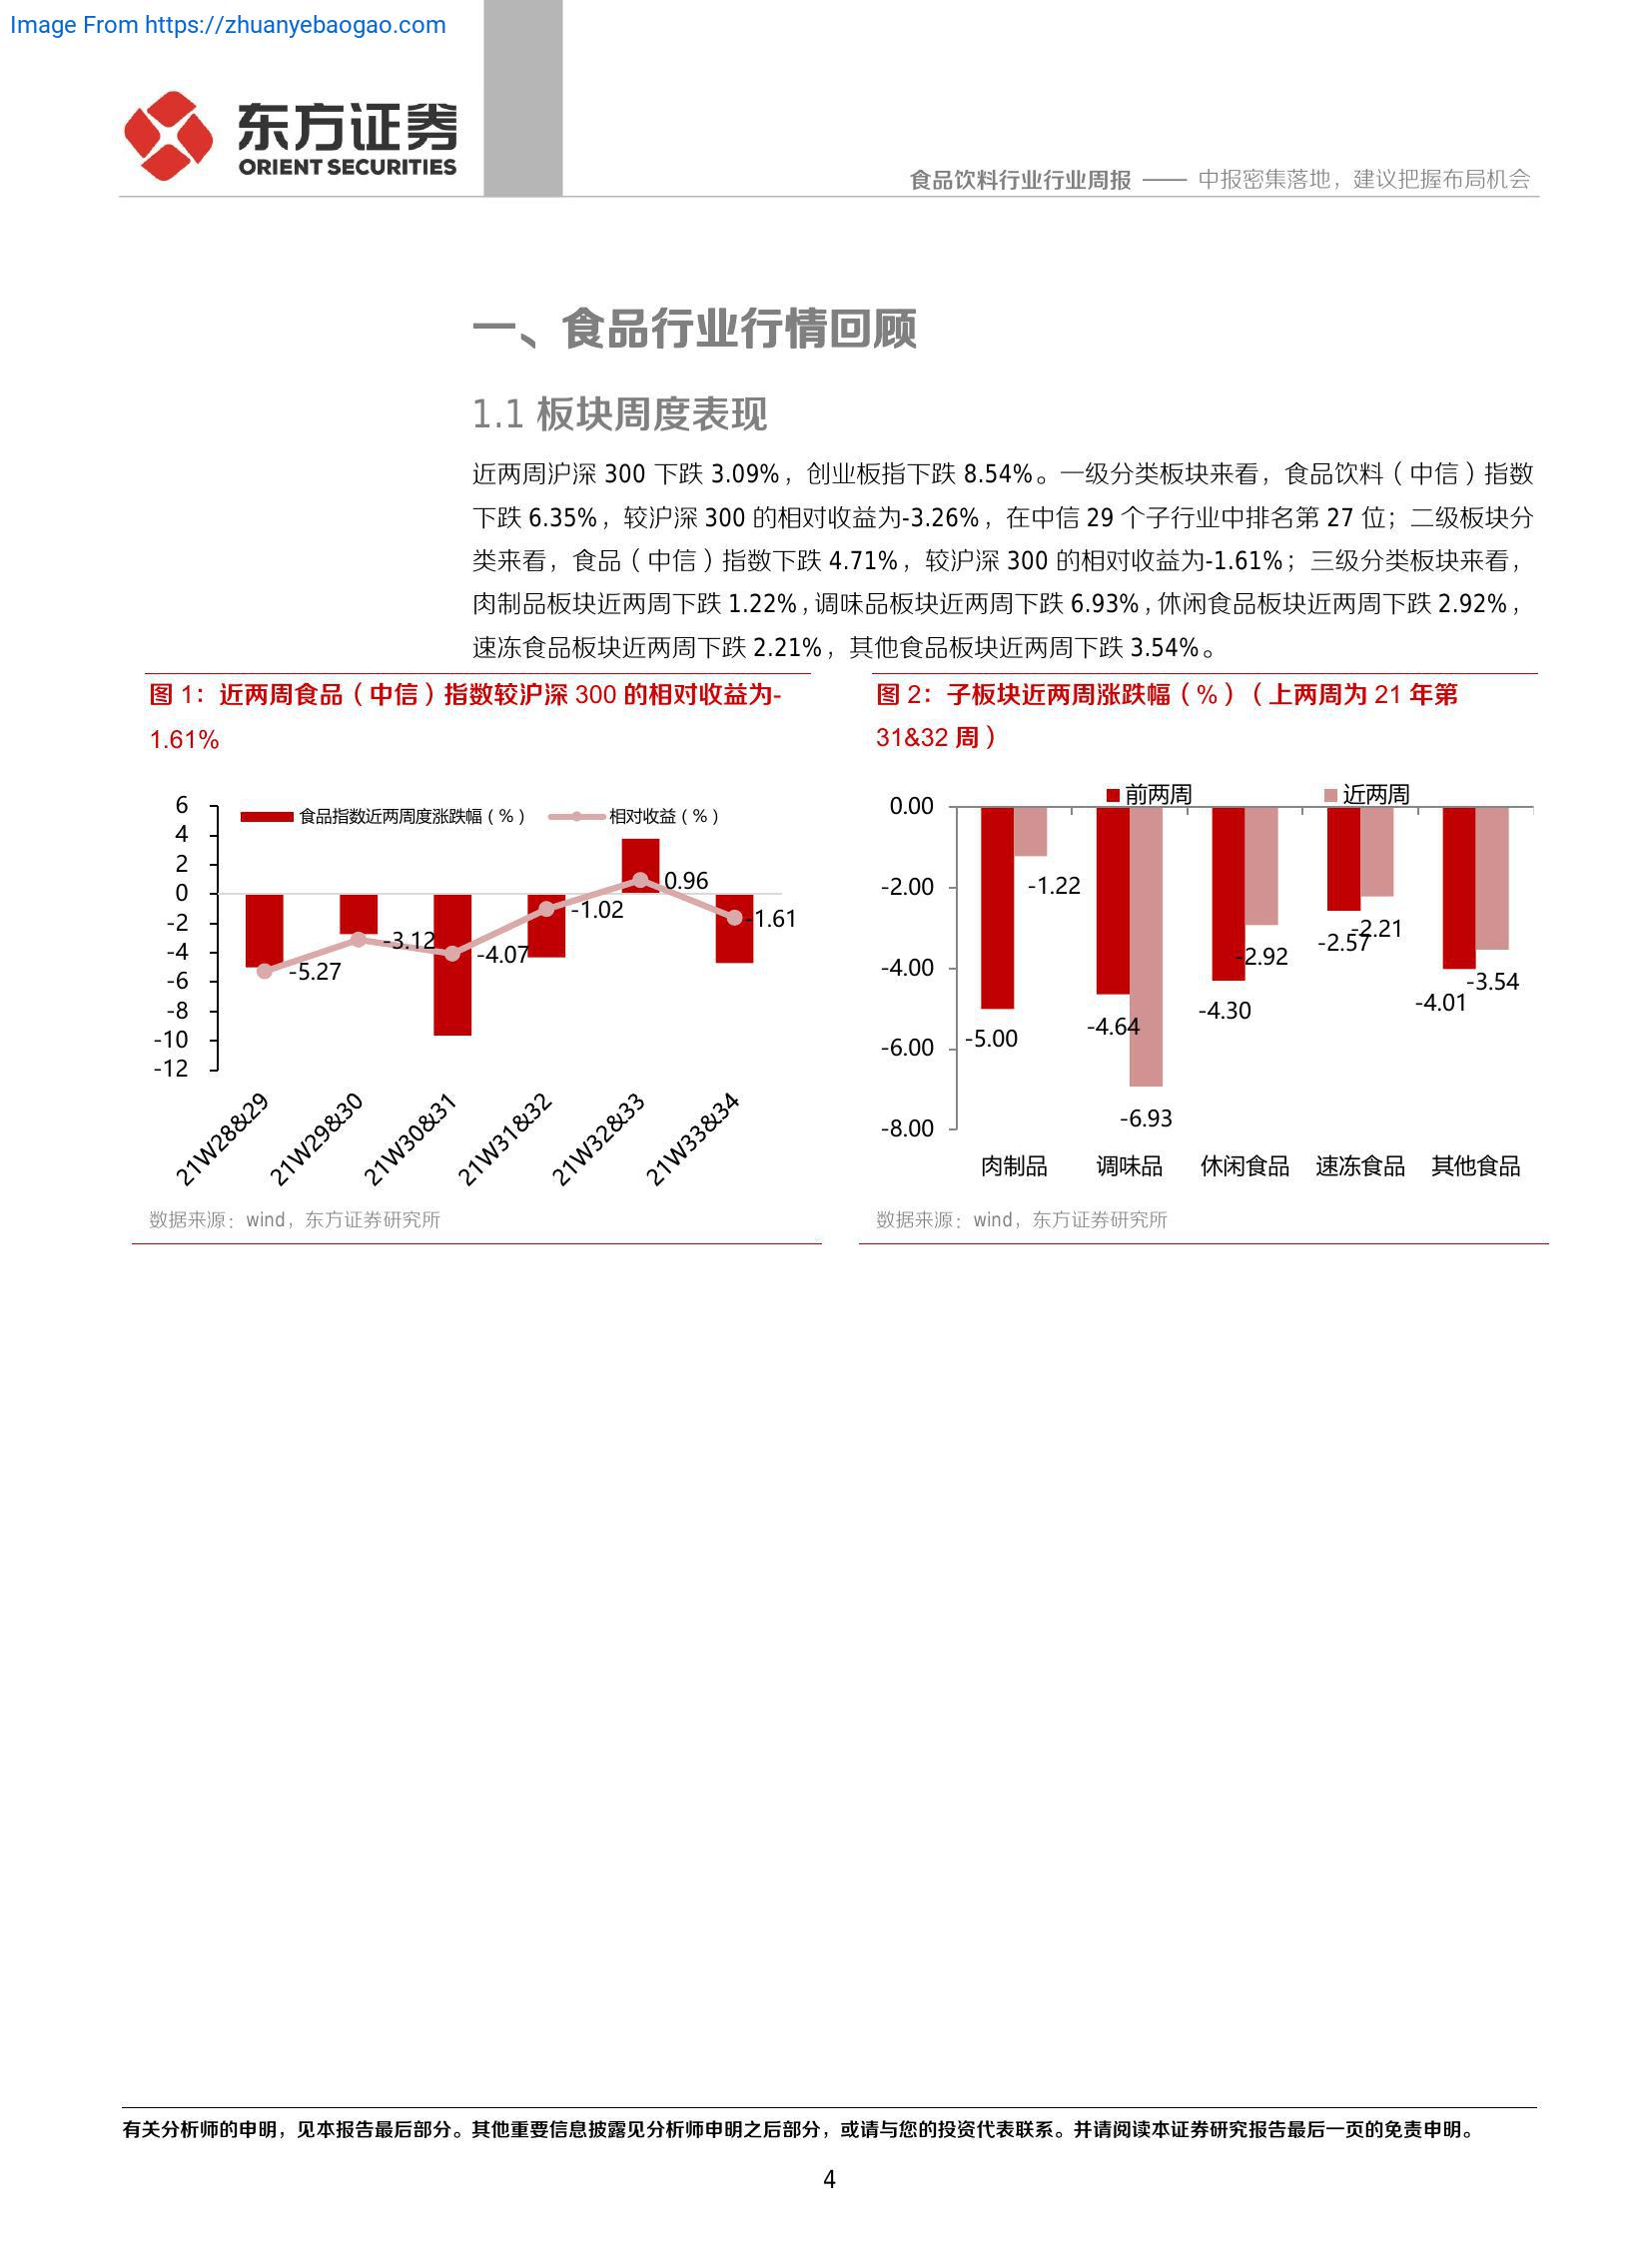 Image From https://zhuanyebaogao.com
东方证券
ORIENT SECURITIES
食品饮料行业行业周报 —— 中报密集落地，建议把握布局机会
一、食品行业行情回顾
1.1 板块周度表现
近两周沪深 300 下跌 3.09%，创业板指下跌 8.54%。一级分类板块来看，食品饮料（中信）指数
下跌 6.35%，较沪深 300 的相对收益为-3.26%，在中信 29 个子行业中排名第 27 位；二级板块分
类来看，食品（中信）指数下跌 4.71%，较沪深 300 的相对收益为-1.61%；三级分类板块来看，
肉制品板块近两周下跌 1.22%，调味品板块近两周下跌 6.93%，休闲食品板块近两周下跌 2.92%，
速冻食品板块近两周下跌 2.21%，其他食品板块近两周下跌 3.54%。
图 1：近两周食品（中信）指数较沪深 300 的相对收益为-
1.61%
食品指数近两周度涨跌幅（%） 相对收益（%）
6
4
2
0
-2
-4
-6
-8
-10
-12
-5.27
-3.12
-4.07
-1.02
0.96
-1.61
21W28&29
21W29&30
21W30&31
21W31&32
21W32&33
21W33&34
数据来源：wind，东方证券研究所
图 2：子板块近两周涨跌幅（%）（上两周为 21 年第
31&32 周）
前两周 近两周
0.00
-2.00
-4.00
-6.00
-8.00
-5.00
-1.22
-4.64
-6.93
-4.30
-2.92
-2.57
-2.21
-4.01
-3.54
肉制品 调味品 休闲食品 速冻食品 其他食品
数据来源：wind，东方证券研究所
有关分析师的申明，见本报告最后部分。其他重要信息披露见分析师申明之后部分，或请与您的投资代表联系。并请阅读本证券研究报告最后一页的免责申明。
4